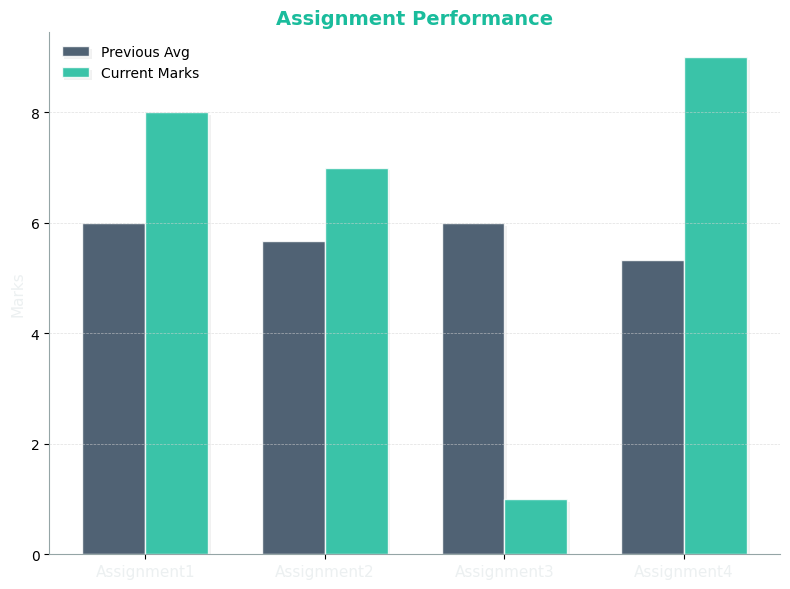 Assignment Performance
Previous Avg
Current Marks
8
6
4
2
0
Marks
Assignment1 Assignment2 Assignment3 Assignment4